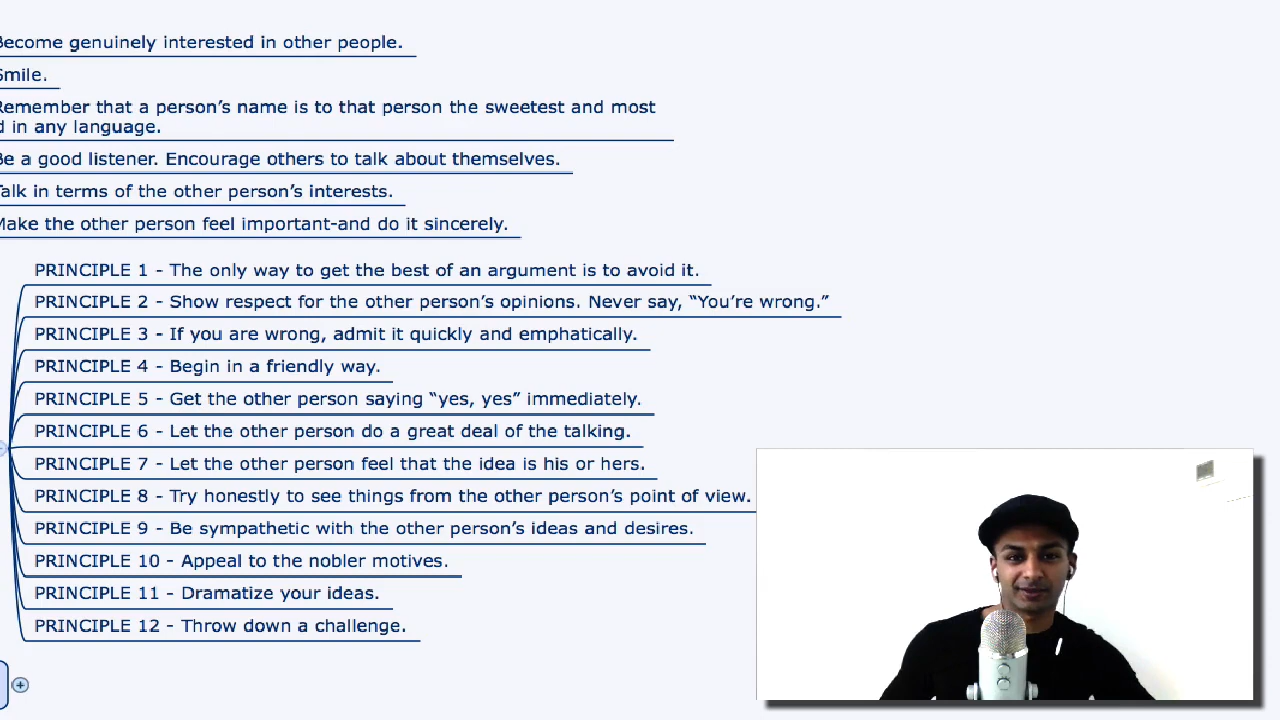 Become genuinely interested in other people.
Smile.
Remember that a person's name is to that person the sweetest and most
d in any language.
Be a good listener. Encourage others to talk about themselves.
Talk in terms of the other person's interests.
Make the other person feel important-and do it sincerely.
PRINCIPLE 1 - The only way to get the best of an argument is to avoid it.
PRINCIPLE 2 - Show respect for the other person's opinions. Never say, “You're wrong.”
PRINCIPLE 3 - If you are wrong, admit it quickly and emphatically.
PRINCIPLE 4 - Begin in a friendly way.
PRINCIPLE 5 - Get the other person saying “yes, yes” immediately.
PRINCIPLE 6 - Let the other person do a great deal of the talking.
PRINCIPLE 7 - Let the other person feel that the idea is his or hers.
PRINCIPLE 8 - Try honestly to see things from the other person's point of view.
PRINCIPLE 9 - Be sympathetic with the other person's ideas and desires.
PRINCIPLE 10 - Appeal to the nobler motives.
PRINCIPLE 11 - Dramatize your ideas.
PRINCIPLE 12 - Throw down a challenge.